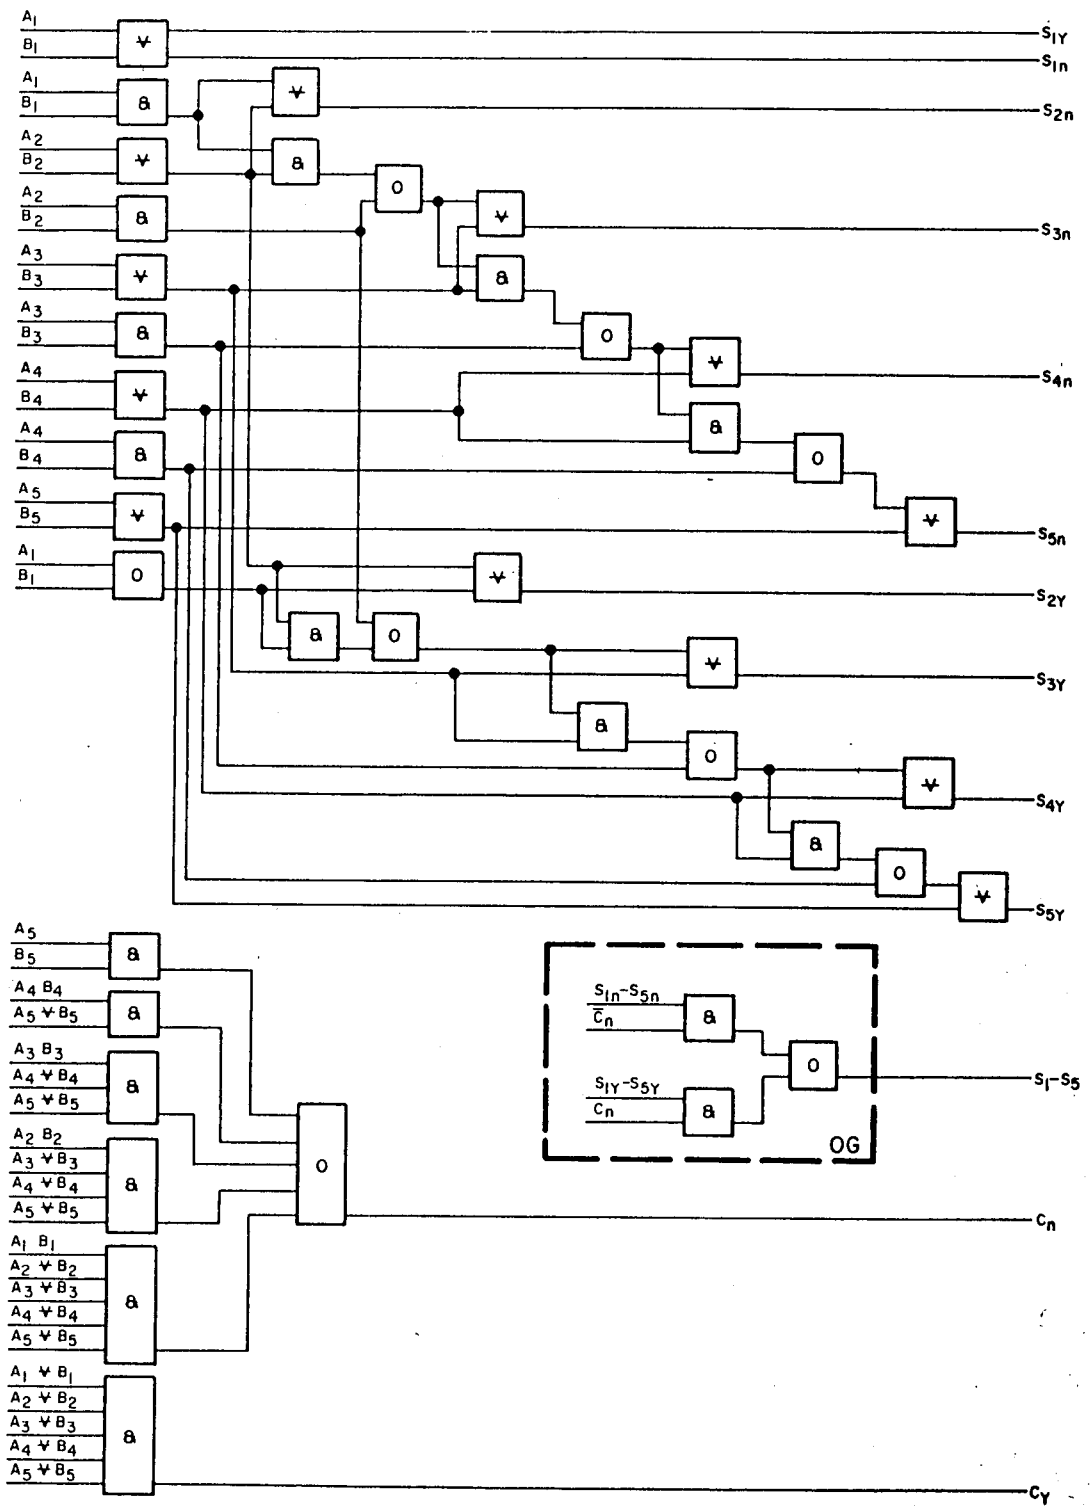 A₁
B₁
⊻
S₁Y
S₁n
A₁
B₁
&
⊻
S₂n
A₂
B₂
⊻
&
A₂
B₂
&
O
⊻
S₃n
A₃
B₃
⊻
&
A₃
B₃
&
O
A₄
B₄
⊻
⊻
S₄n
A₄
B₄
&
&
O
A₅
B₅
⊻
⊻
S₅n
A₁
B₁
O
⊻
S₂Y
&
O
⊻
S₃Y
&
O
⊻
S₄Y
&
O
⊻
S₅Y
A₅
B₅
&
A₄ B₄
A₅ ⊻ B₅
&
A₃ B₃
A₄ ⊻ B₄
A₅ ⊻ B₅
&
A₂ B₂
A₃ ⊻ B₃
A₄ ⊻ B₄
A₅ ⊻ B₅
&
A₁ B₁
A₂ ⊻ B₂
A₃ ⊻ B₃
A₄ ⊻ B₄
A₅ ⊻ B₅
&
O
Cn
A₁ ⊻ B₁
A₂ ⊻ B₂
A₃ ⊻ B₃
A₄ ⊻ B₄
A₅ ⊻ B₅
&
CY
S₁n–S₅n
C̅n
&
S₁Y–S₅Y
Cn
&
O
OG
S₁–S₅